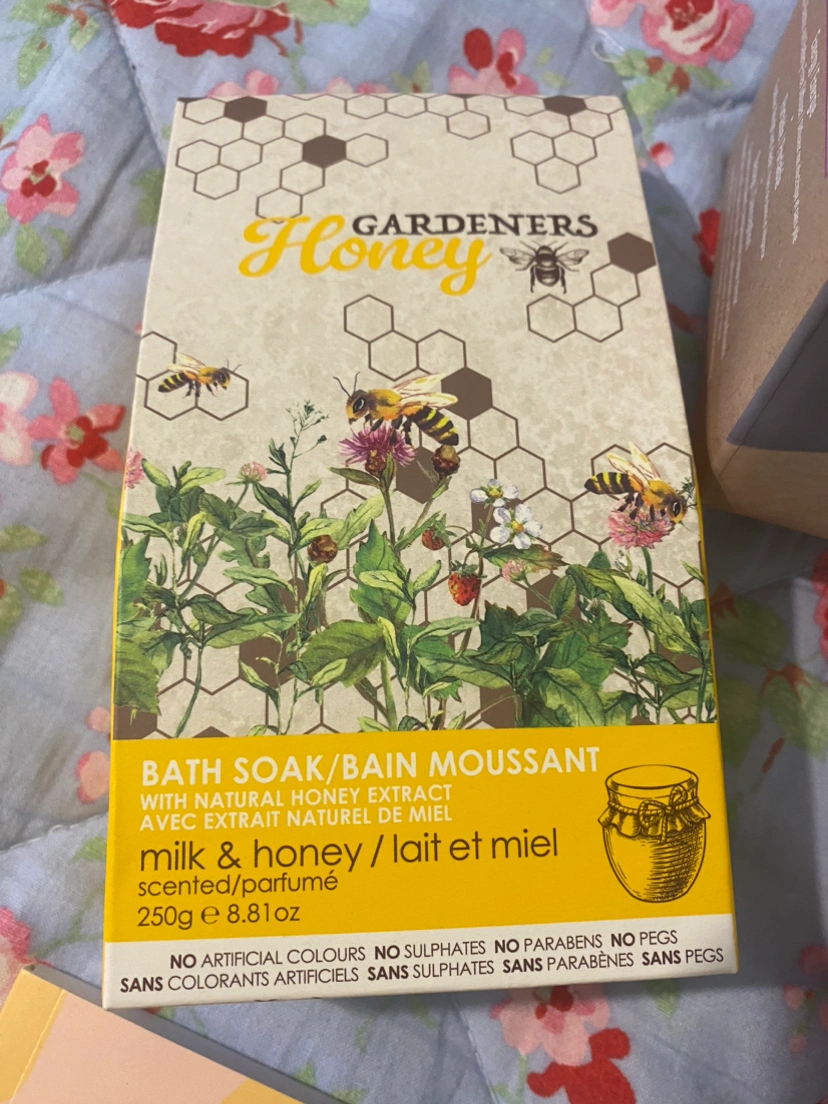 GARDENERS
Honey
BATH SOAK/BAIN MOUSSANT
WITH NATURAL HONEY EXTRACT
AVEC EXTRAIT NATUREL DE MIEL
milk & honey / lait et miel
scented/parfumé
250g ℮ 8.81oz
NO ARTIFICIAL COLOURS NO SULPHATES NO PARABENS NO PEGS
SANS COLORANTS ARTIFICIELS SANS SULPHATES SANS PARABÈNES SANS PEGS